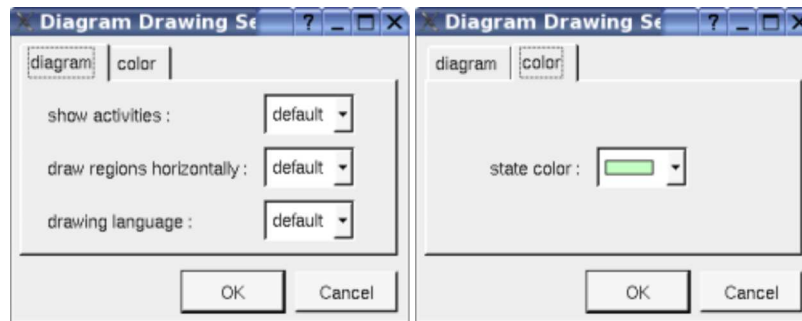 Diagram Drawing Se ?
diagram color
show activities : default
draw regions horizontally : default
drawing language : default
OK Cancel
Diagram Drawing Se ?
diagram color
state color :
OK Cancel